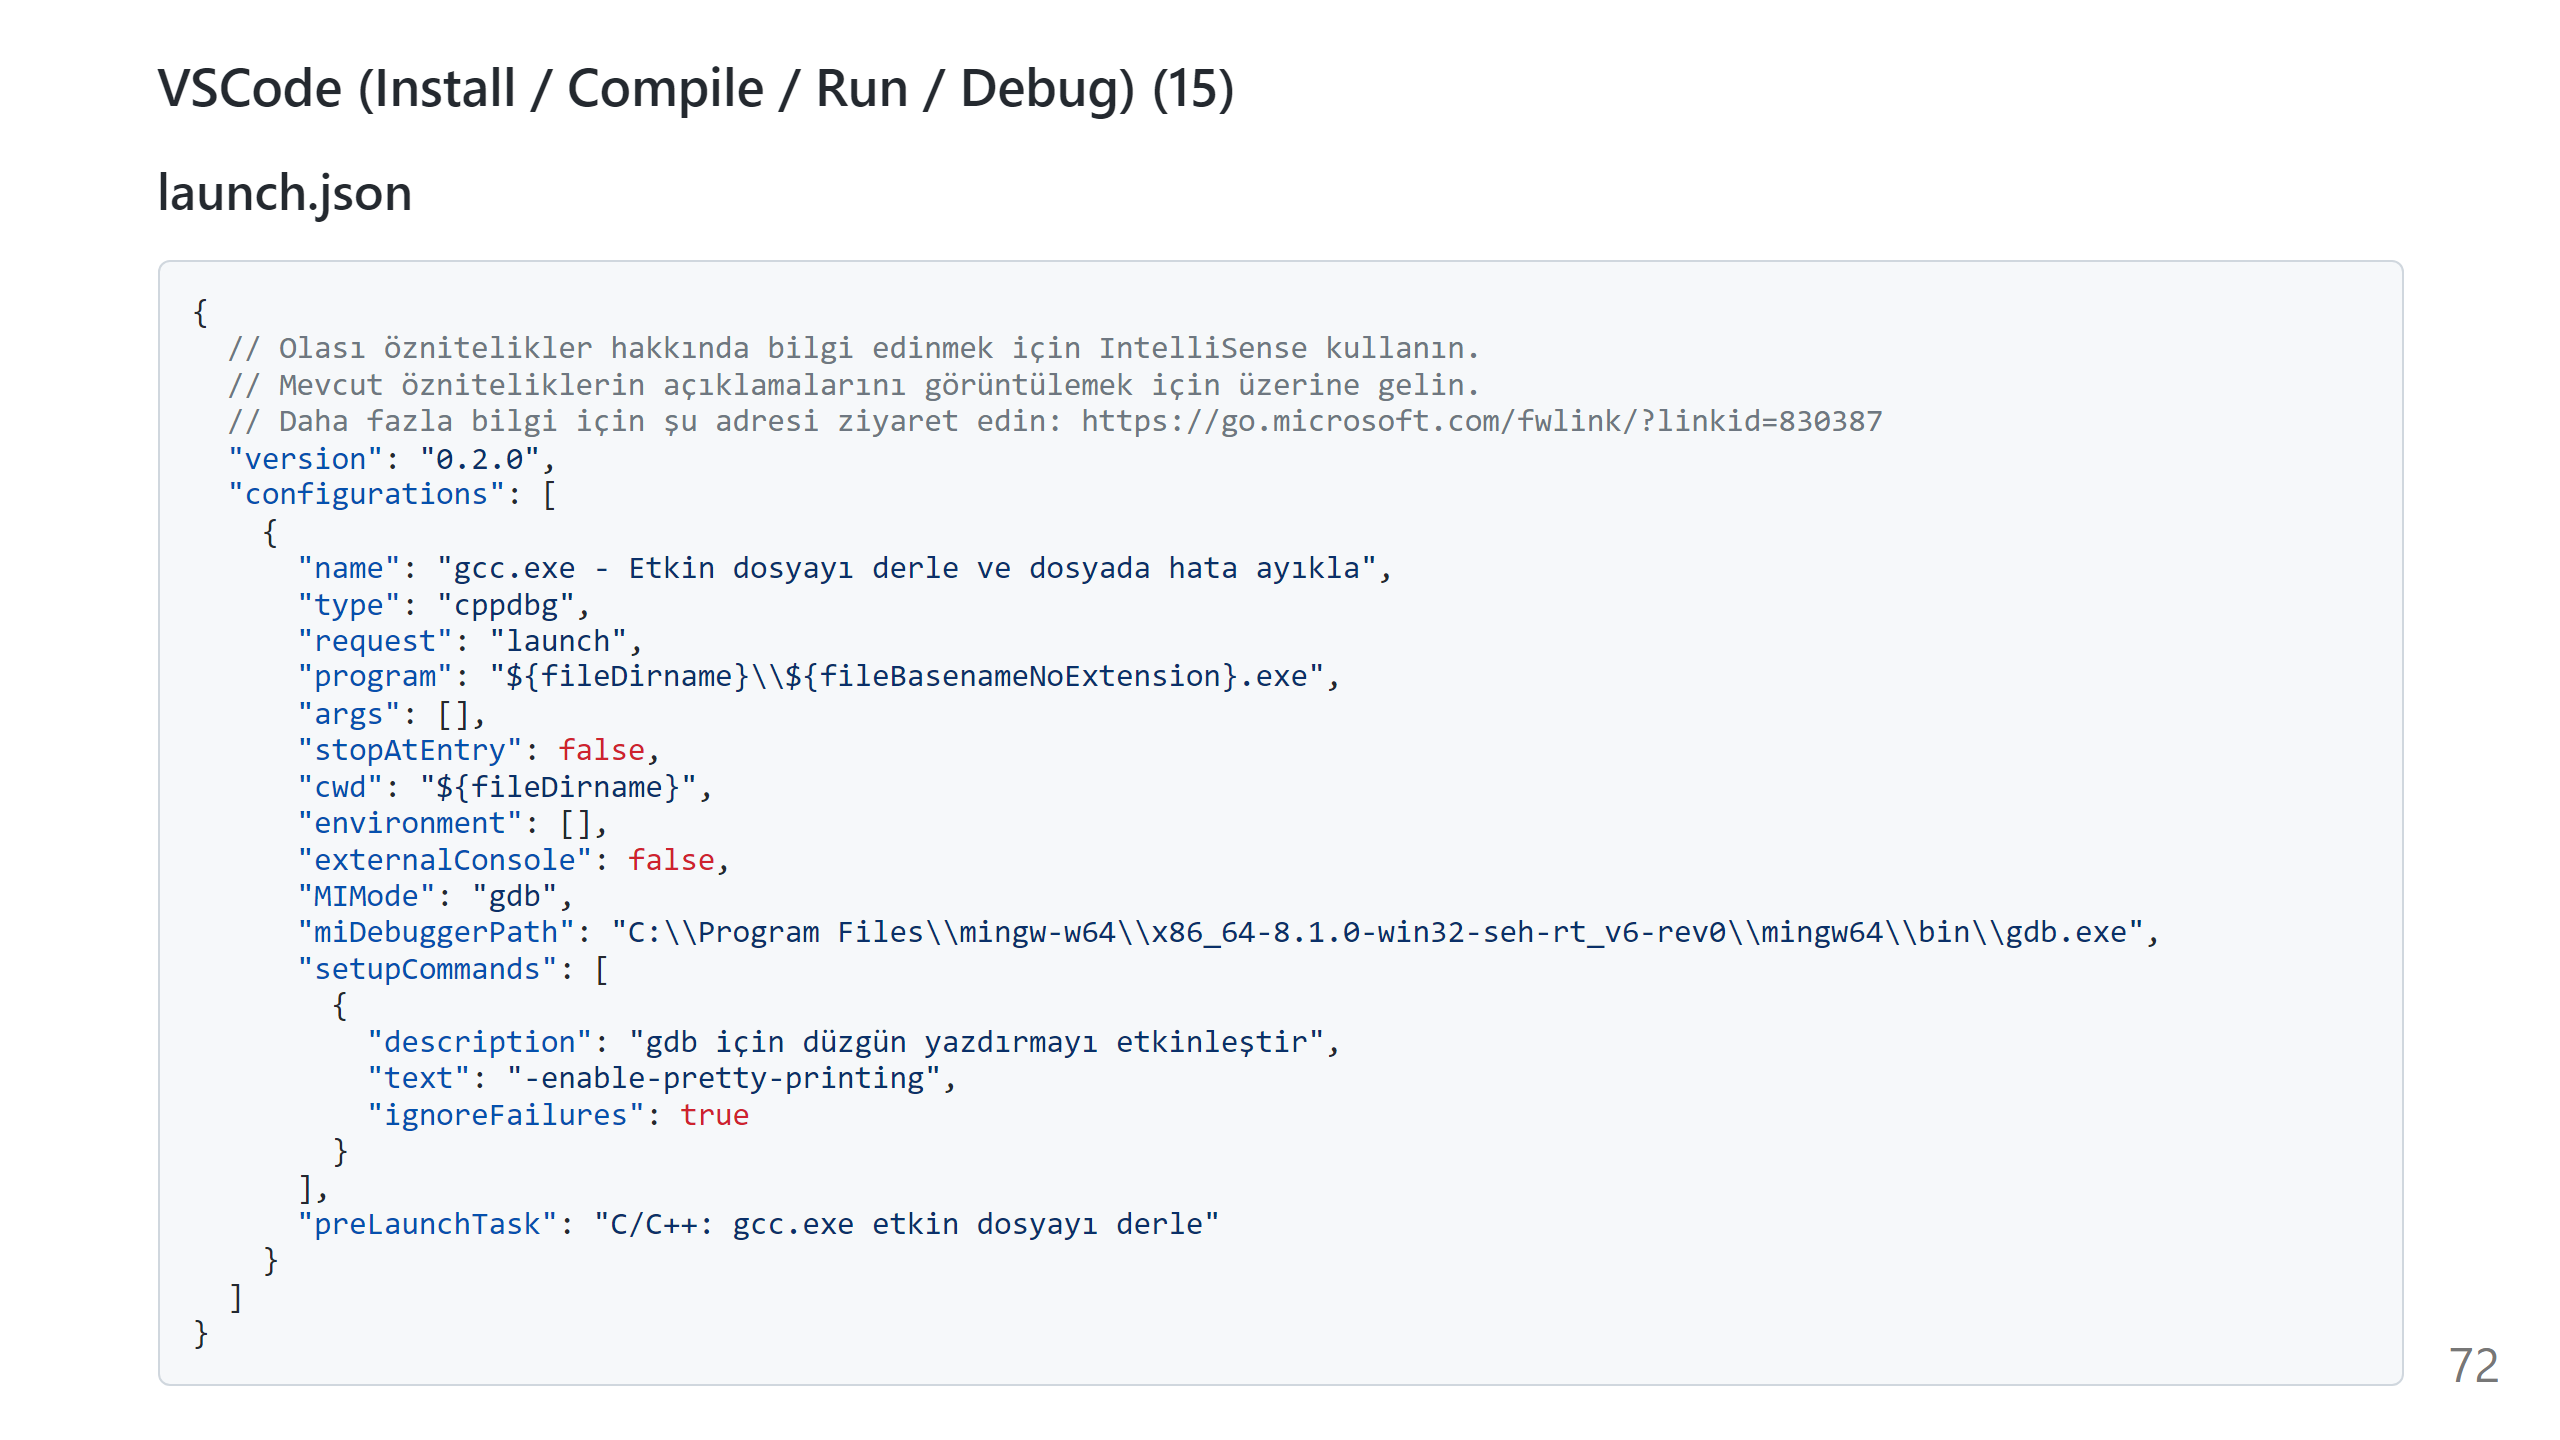 VSCode (Install / Compile / Run / Debug) (15)
launch.json
{
  // Olası öznitelikler hakkında bilgi edinmek için IntelliSense kullanın.
  // Mevcut özniteliklerin açıklamalarını görüntülemek için üzerine gelin.
  // Daha fazla bilgi için şu adresi ziyaret edin: https://go.microsoft.com/fwlink/?linkid=830387
  "version": "0.2.0",
  "configurations": [
    {
      "name": "gcc.exe - Etkin dosyayı derle ve dosyada hata ayıkla",
      "type": "cppdbg",
      "request": "launch",
      "program": "${fileDirname}\\${fileBasenameNoExtension}.exe",
      "args": [],
      "stopAtEntry": false,
      "cwd": "${fileDirname}",
      "environment": [],
      "externalConsole": false,
      "MIMode": "gdb",
      "miDebuggerPath": "C:\\Program Files\\mingw-w64\\x86_64-8.1.0-win32-seh-rt_v6-rev0\\mingw64\\bin\\gdb.exe",
      "setupCommands": [
        {
          "description": "gdb için düzgün yazdırmayı etkinleştir",
          "text": "-enable-pretty-printing",
          "ignoreFailures": true
        }
      ],
      "preLaunchTask": "C/C++: gcc.exe etkin dosyayı derle"
    }
  ]
}
72